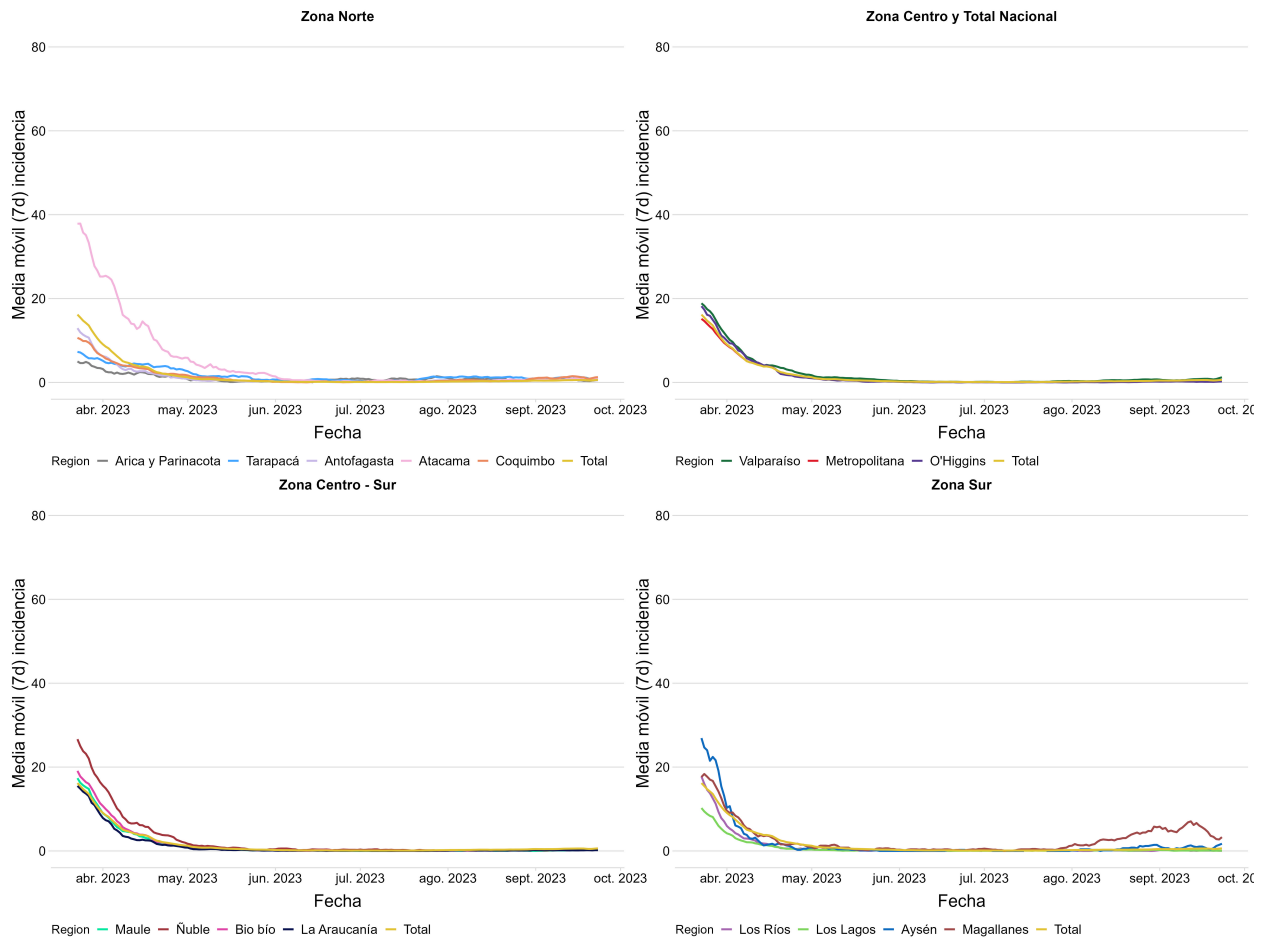 Zona Norte
Media móvil (7d) incidencia
80
60
40
20
0
abr. 2023 may. 2023 jun. 2023 jul. 2023 ago. 2023 sept. 2023 oct. 2023
Fecha
Region Arica y Parinacota Tarapacá Antofagasta Atacama Coquimbo Total
Zona Centro y Total Nacional
Media móvil (7d) incidencia
80
60
40
20
0
abr. 2023 may. 2023 jun. 2023 jul. 2023 ago. 2023 sept. 2023 oct. 20
Fecha
Region Valparaíso Metropolitana O'Higgins Total
Zona Centro - Sur
Media móvil (7d) incidencia
80
60
40
20
0
abr. 2023 may. 2023 jun. 2023 jul. 2023 ago. 2023 sept. 2023 oct. 2023
Fecha
Region Maule Ñuble Bio bío La Araucanía Total
Zona Sur
Media móvil (7d) incidencia
80
60
40
20
0
abr. 2023 may. 2023 jun. 2023 jul. 2023 ago. 2023 sept. 2023 oct. 20
Fecha
Region Los Ríos Los Lagos Aysén Magallanes Total